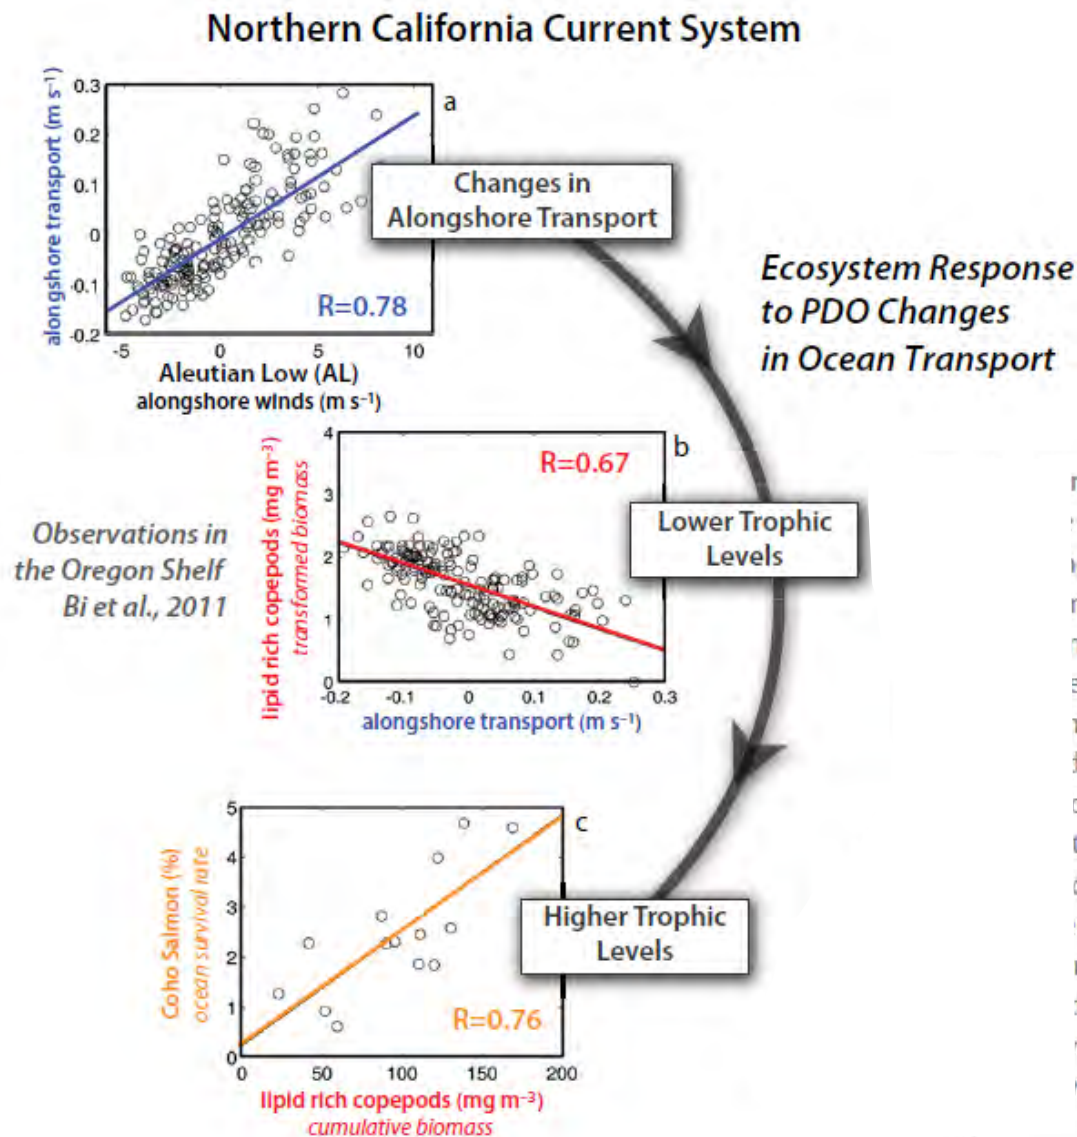 Northern California Current System
alongshore transport (m s⁻¹)
0.3
0.2
0.1
0
-0.1
-0.2
a
R=0.78
-5 0 5 10
Aleutian Low (AL)
alongshore winds (m s⁻¹)
Changes in
Alongshore Transport
Ecosystem Response
to PDO Changes
in Ocean Transport
Observations in
the Oregon Shelf
Bi et al., 2011
lipid rich copepods (mg m⁻³)
transformed biomass
4
3
2
1
0
b
R=0.67
-0.2 -0.1 0 0.1 0.2 0.3
alongshore transport (m s⁻¹)
Lower Trophic
Levels
Coho Salmon (%)
ocean survival rate
5
4
3
2
1
0
c
R=0.76
0 50 100 150 200
lipid rich copepods (mg m⁻³)
cumulative biomass
Higher Trophic
Levels